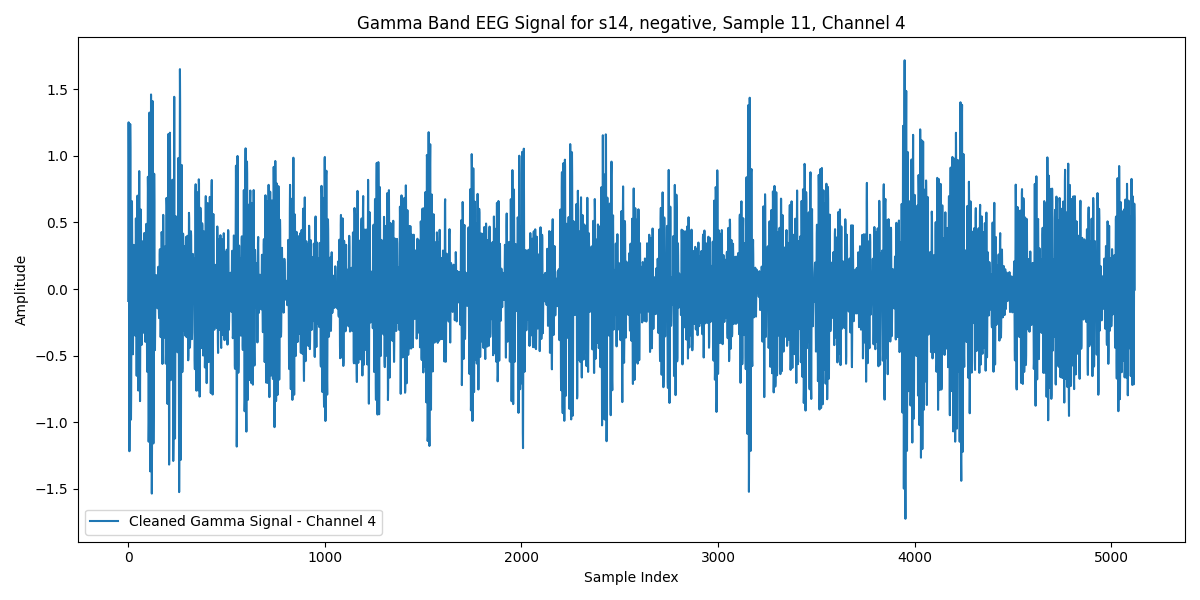 Gamma Band EEG Signal for s14, negative, Sample 11, Channel 4
1.5
1.0
0.5
0.0
−0.5
−1.0
−1.5
Amplitude
Cleaned Gamma Signal - Channel 4
0 1000 2000 3000 4000 5000
Sample Index